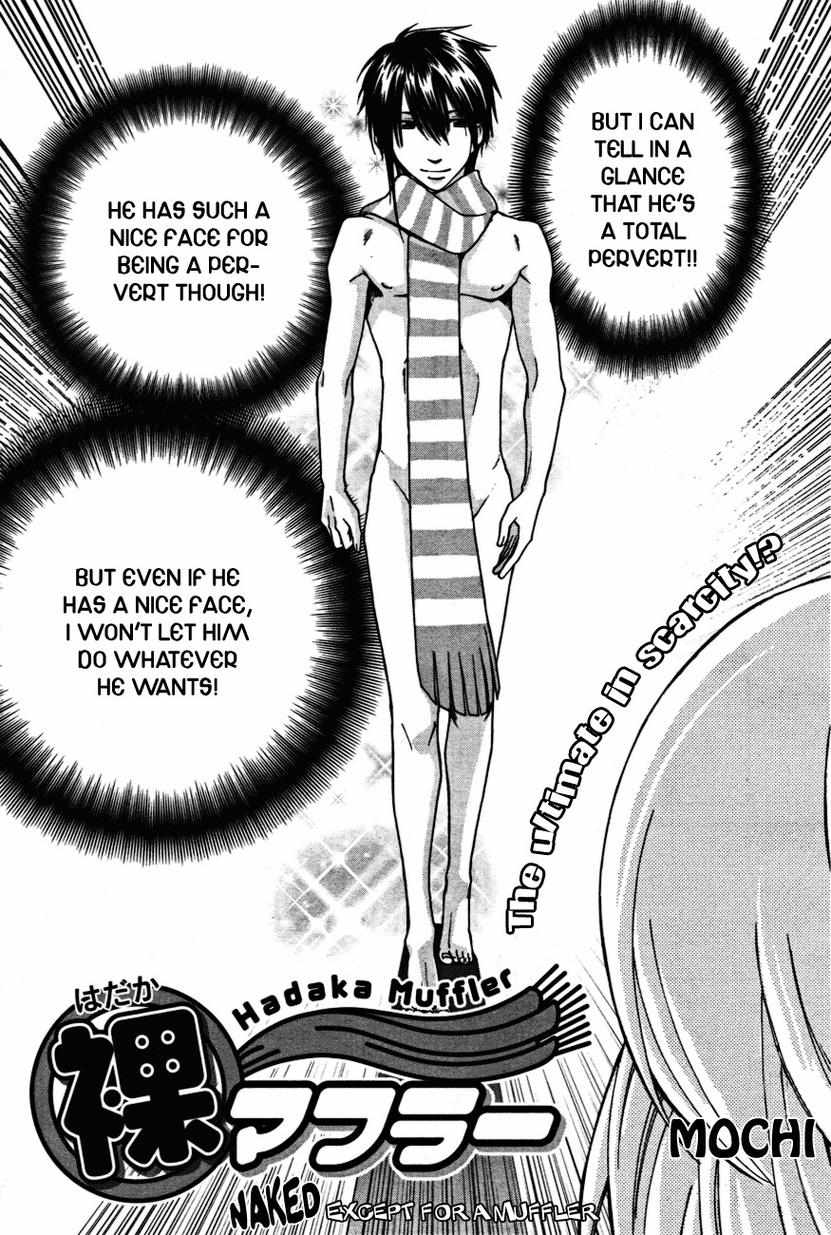 BUT I CAN
TELL IN A
GLANCE
THAT HE'S
A TOTAL
PERVERT!!
HE HAS SUCH A
NICE FACE FOR
BEING A PER-
VERT THOUGH!
BUT EVEN IF HE
HAS A NICE FACE,
I WON'T LET HIM
DO WHATEVER
HE WANTS!
The ultimate in scarcity!?
はだか
Hadaka Muffler
裸マフラー
NAKED EXCEPT FOR A MUFFLER
MOCHI